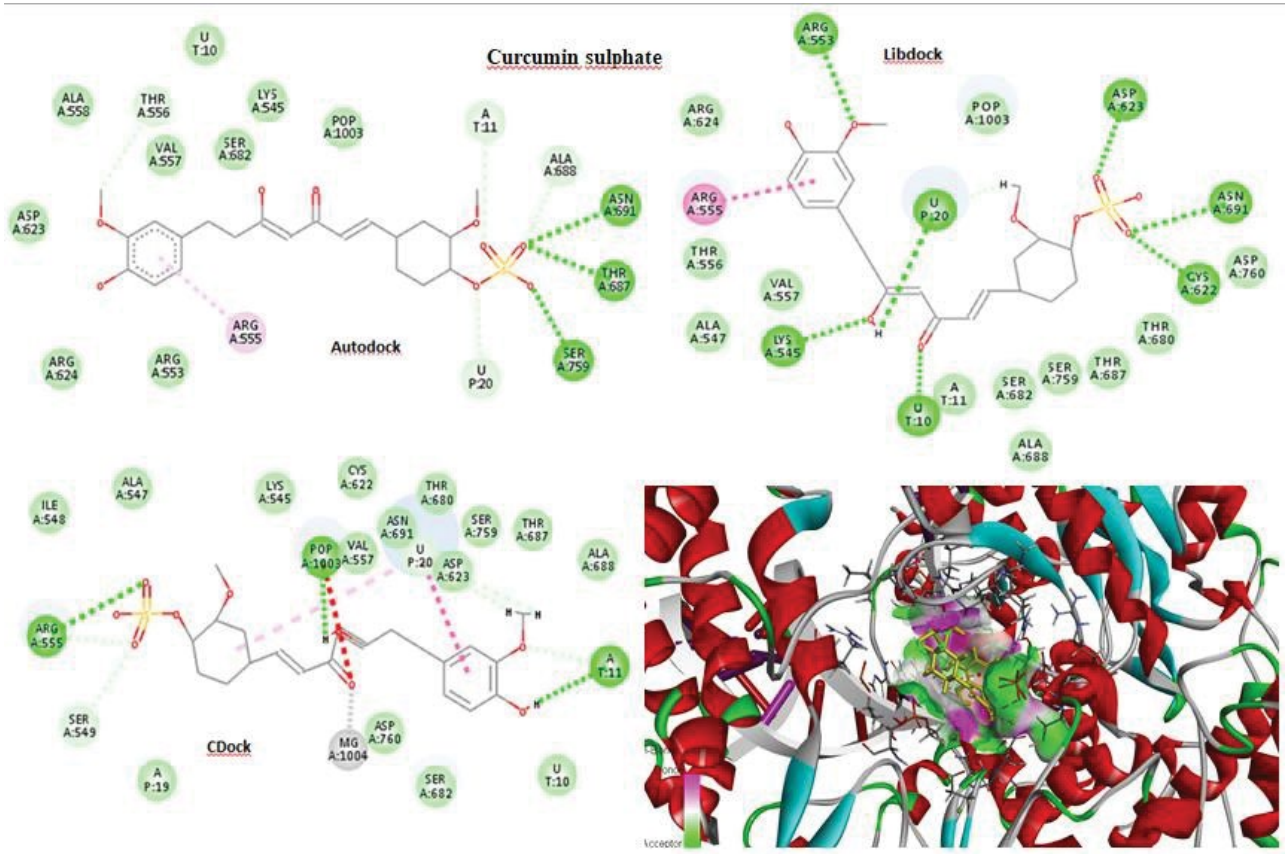 Curcumin sulphate
U
T:10
ALA
A:558
THR
A:556
LYS
A:545
VAL
A:557
SER
A:682
POP
A:1003
A
T:11
ALA
A:688
ASN
A:691
ASP
A:623
THR
A:687
ARG
A:555
Autodock
SER
A:759
ARG
A:624
ARG
A:553
U
P:20
ARG
A:553
Libdock
ARG
A:624
POP
A:1003
ASP
A:623
H
ARG
A:555
U
P:20
ASN
A:691
THR
A:556
ASP
A:760
VAL
A:557
CYS
A:622
ALA
A:547
LYS
A:545
H
THR
A:680
U
T:10
A
T:11
SER
A:682
SER
A:759
THR
A:687
ALA
A:688
ILE
A:548
ALA
A:547
LYS
A:545
CYS
A:622
THR
A:680
ASN
A:691
SER
A:759
THR
A:687
POP
A:1003
VAL
A:557
U
P:20
ASP
A:623
ALA
A:688
ARG
A:555
H
H H
A
T:11
H
SER
A:549
CDock
MG
A:1004
ASP
A:760
A
P:19
SER
A:682
U
T:10